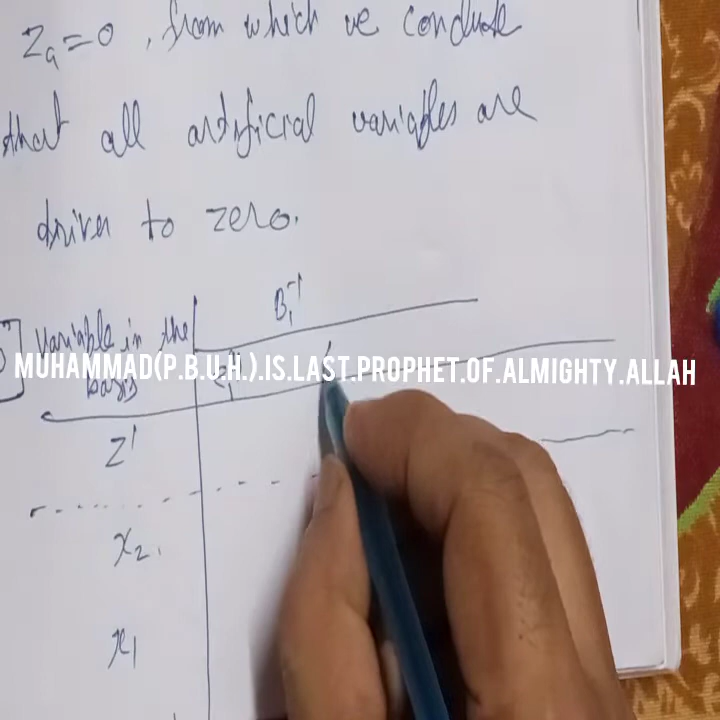 Za=0, from which we conclude
that all artificial variables are
driven to zero.
B₁⁻¹
Variable in the
MUHAMMAD(P.B.U.H.).IS.LAST.PROPHET.OF.ALMIGHTY.ALLAH
basis
Z'
x₂
x₁